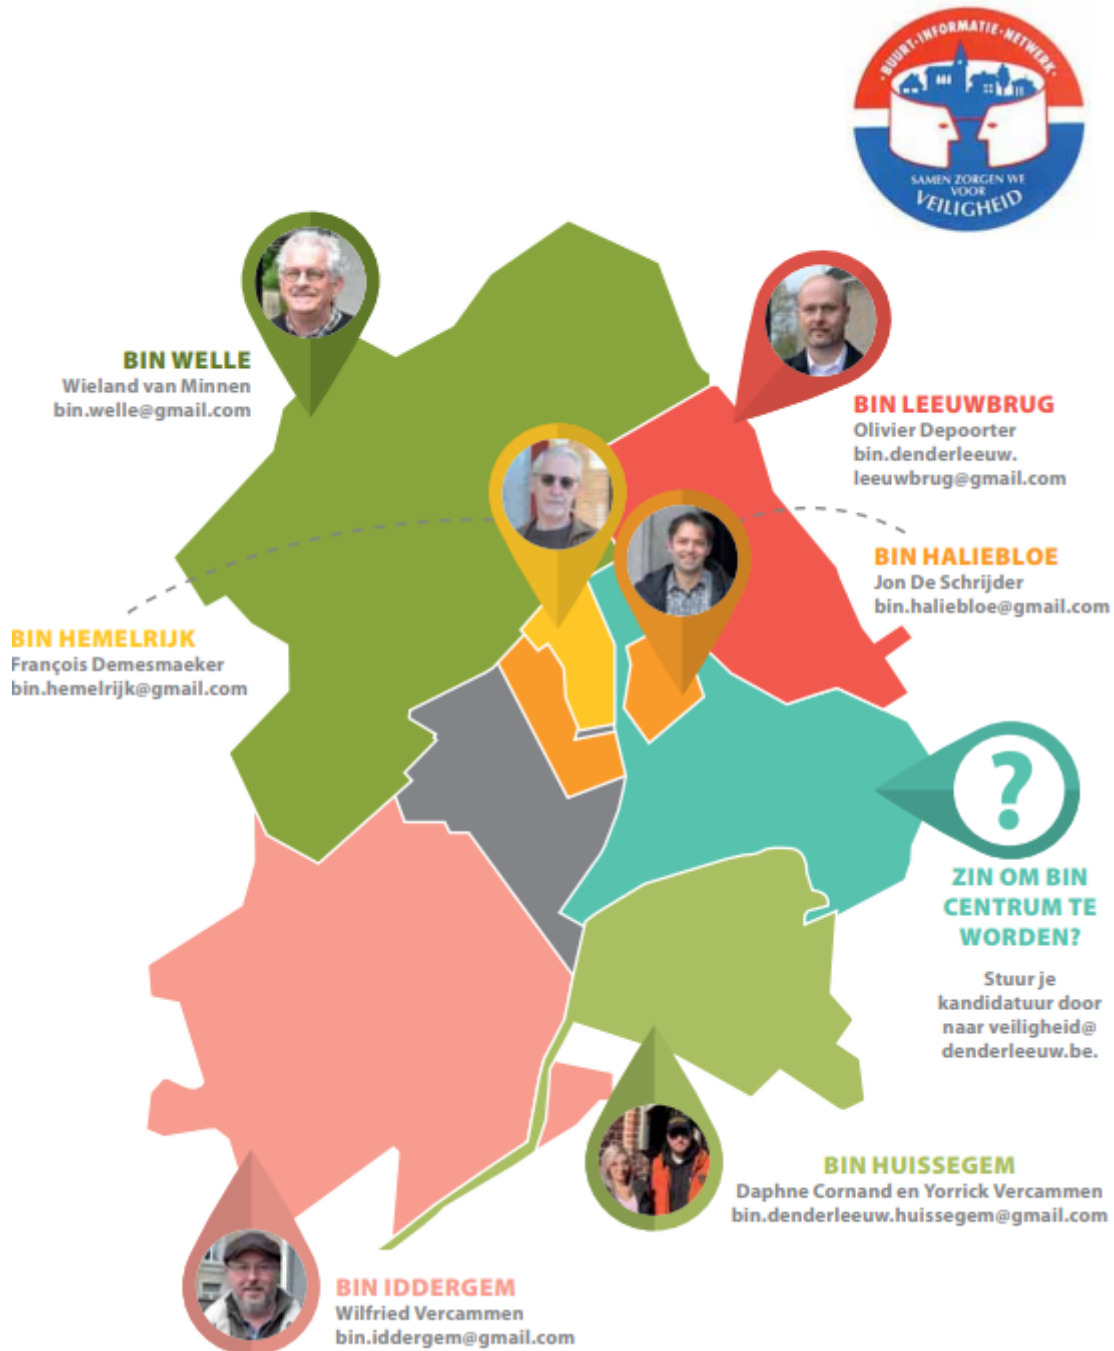 BUURT·INFORMATIE·NETWERK
SAMEN ZORGEN WE
VOOR
VEILIGHEID
BIN WELLE
Wieland van Minnen
bin.welle@gmail.com
BIN LEEUWBRUG
Olivier Depoorter
bin.denderleeuw.
leeuwbrug@gmail.com
BIN HALIEBLOE
Jon De Schrijder
bin.haliebloe@gmail.com
BIN HEMELRIJK
François Demesmaeker
bin.hemelrijk@gmail.com
?
ZIN OM BIN
CENTRUM TE
WORDEN?
Stuur je
kandidatuur door
naar veiligheid@
denderleeuw.be.
BIN HUISSEGEM
Daphne Cornand en Yorrick Vercammen
bin.denderleeuw.huissegem@gmail.com
BIN IDDERGEM
Wilfried Vercammen
bin.iddergem@gmail.com